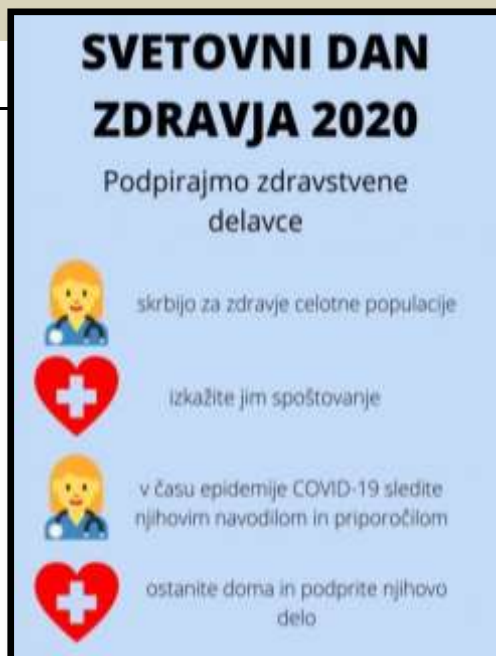 SVETOVNI DAN
ZDRAVJA 2020
Podpirajmo zdravstvene
delavce
skrbijo za zdravje celotne populacije
izkažite jim spoštovanje
v času epidemije COVID-19 sledite
njihovim navodilom in priporočilom
ostanite doma in podprite njihovo
delo